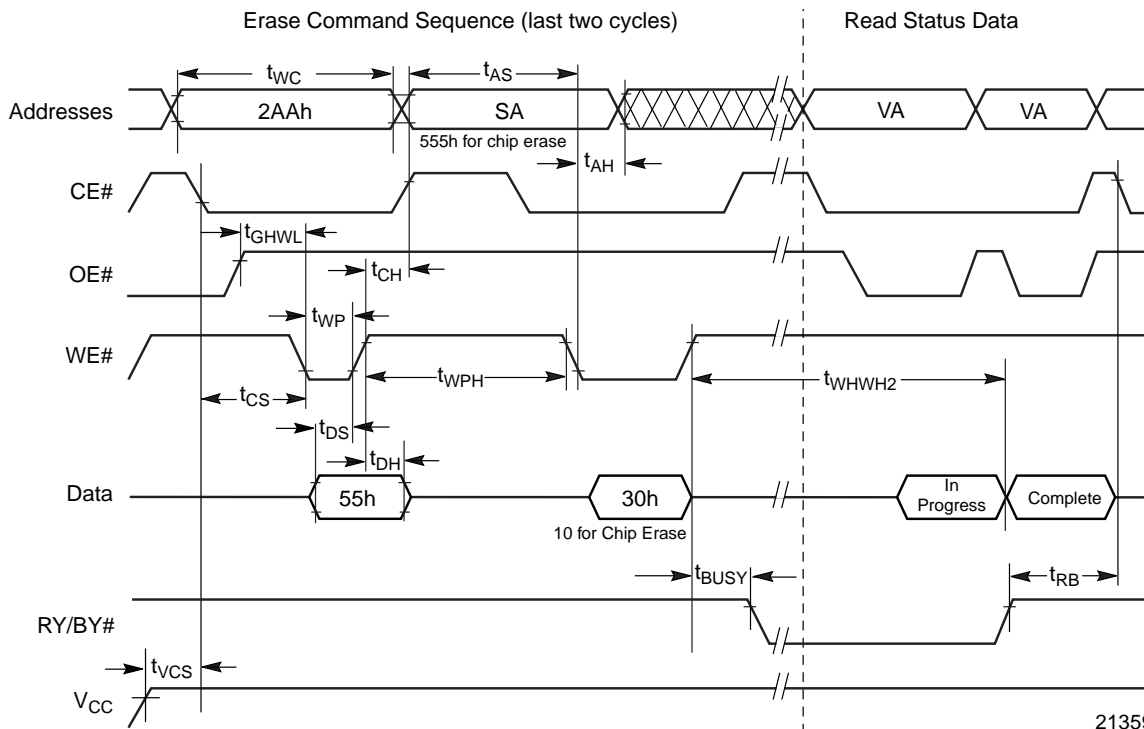 Erase Command Sequence (last two cycles)
Read Status Data
tWC
tAS
Addresses
2AAh
SA
VA
VA
555h for chip erase
tAH
CE#
tGHWL
OE#
tCH
tWP
WE#
tWPH
tWHWH2
tCS
tDS
tDH
Data
55h
30h
In
Progress
Complete
10 for Chip Erase
tBUSY
tRB
RY/BY#
tVCS
VCC
21359